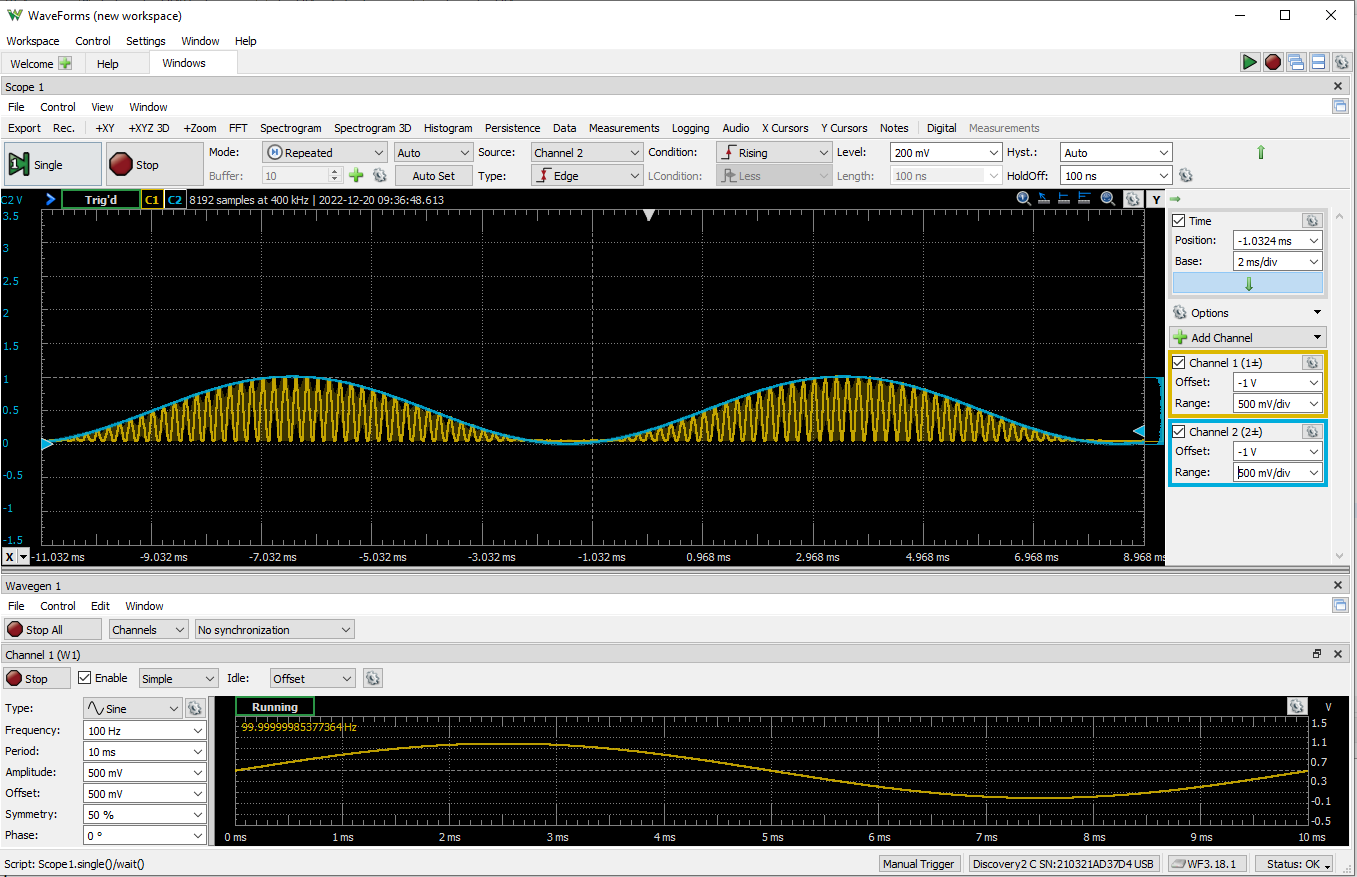 WaveForms (new workspace)
Workspace Control Settings Window Help
Welcome Help Windows
Scope 1
File Control View Window
Export Rec. +XY +XYZ 3D +Zoom FFT Spectrogram Spectrogram 3D Histogram Persistence Data Measurements Logging Audio X Cursors Y Cursors Notes Digital Measurements
Single Stop Mode: Repeated Auto Source: Channel 2 Condition: Rising Level: 200 mV Hyst.: Auto
Buffer: 10 Auto Set Type: Edge LCondition: Less Length: 100 ns HoldOff: 100 ns
C2 V Trig'd C1 C2 8192 samples at 400 kHz | 2022-12-20 09:36:48.613 Y
3.5
3
2.5
2
1.5
1
0.5
0
-0.5
-1
-1.5
X -11.032 ms -9.032 ms -7.032 ms -5.032 ms -3.032 ms -1.032 ms 0.968 ms 2.968 ms 4.968 ms 6.968 ms 8.968 ms
Time
Position: -1.0324 ms
Base: 2 ms/div
Options
Add Channel
Channel 1 (1±)
Offset: -1 V
Range: 500 mV/div
Channel 2 (2±)
Offset: -1 V
Range: 500 mV/div
Wavegen 1
File Control Edit Window
Stop All Channels No synchronization
Channel 1 (W1)
Stop Enable Simple Idle: Offset
Type: Sine
Frequency: 100 Hz
Period: 10 ms
Amplitude: 500 mV
Offset: 500 mV
Symmetry: 50 %
Phase: 0 °
Running V
99.99999985377364 Hz
1.5
1.1
0.7
0.3
-0.1
-0.5
0 ms 1 ms 2 ms 3 ms 4 ms 5 ms 6 ms 7 ms 8 ms 9 ms 10 ms
Script: Scope1.single()/wait() Manual Trigger Discovery2 C SN:210321AD37D4 USB WF3.18.1 Status: OK